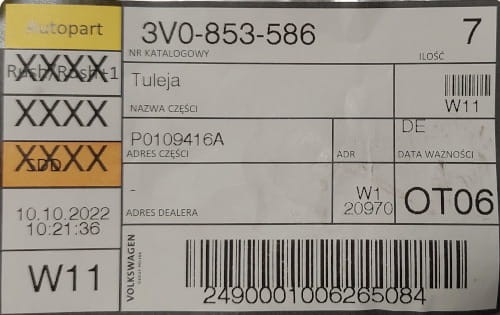 Autopart
XXXX
XXXX
XXXX
10.10.2022
10:21:36
W11
3V0-853-586
NR KATALOGOWY
7
ILOŚĆ
Tuleja
NAZWA CZĘŚCI
W11
P0109416A
ADRES CZĘŚCI
ADR
DE
DATA WAŻNOŚCI
-
ADRES DEALERA
W1
20970
OT06
VOLKSWAGEN
2490001006265084